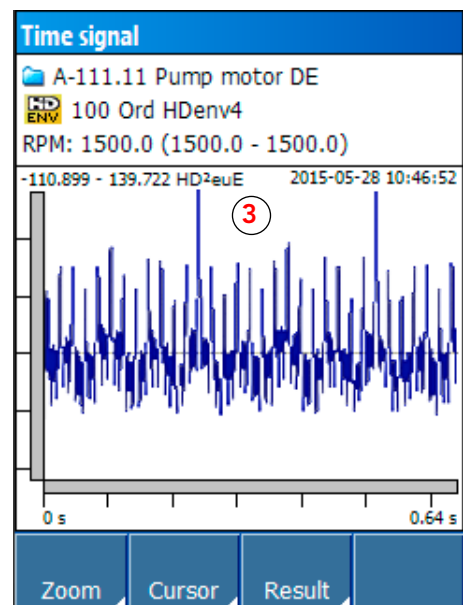 Time signal
A-111.11 Pump motor DE
HD ENV 100 Ord HDenv4
RPM: 1500.0 (1500.0 - 1500.0)
-110.899 - 139.722 HD²euE 2015-05-28 10:46:52
3
0 s 0.64 s
Zoom Cursor Result